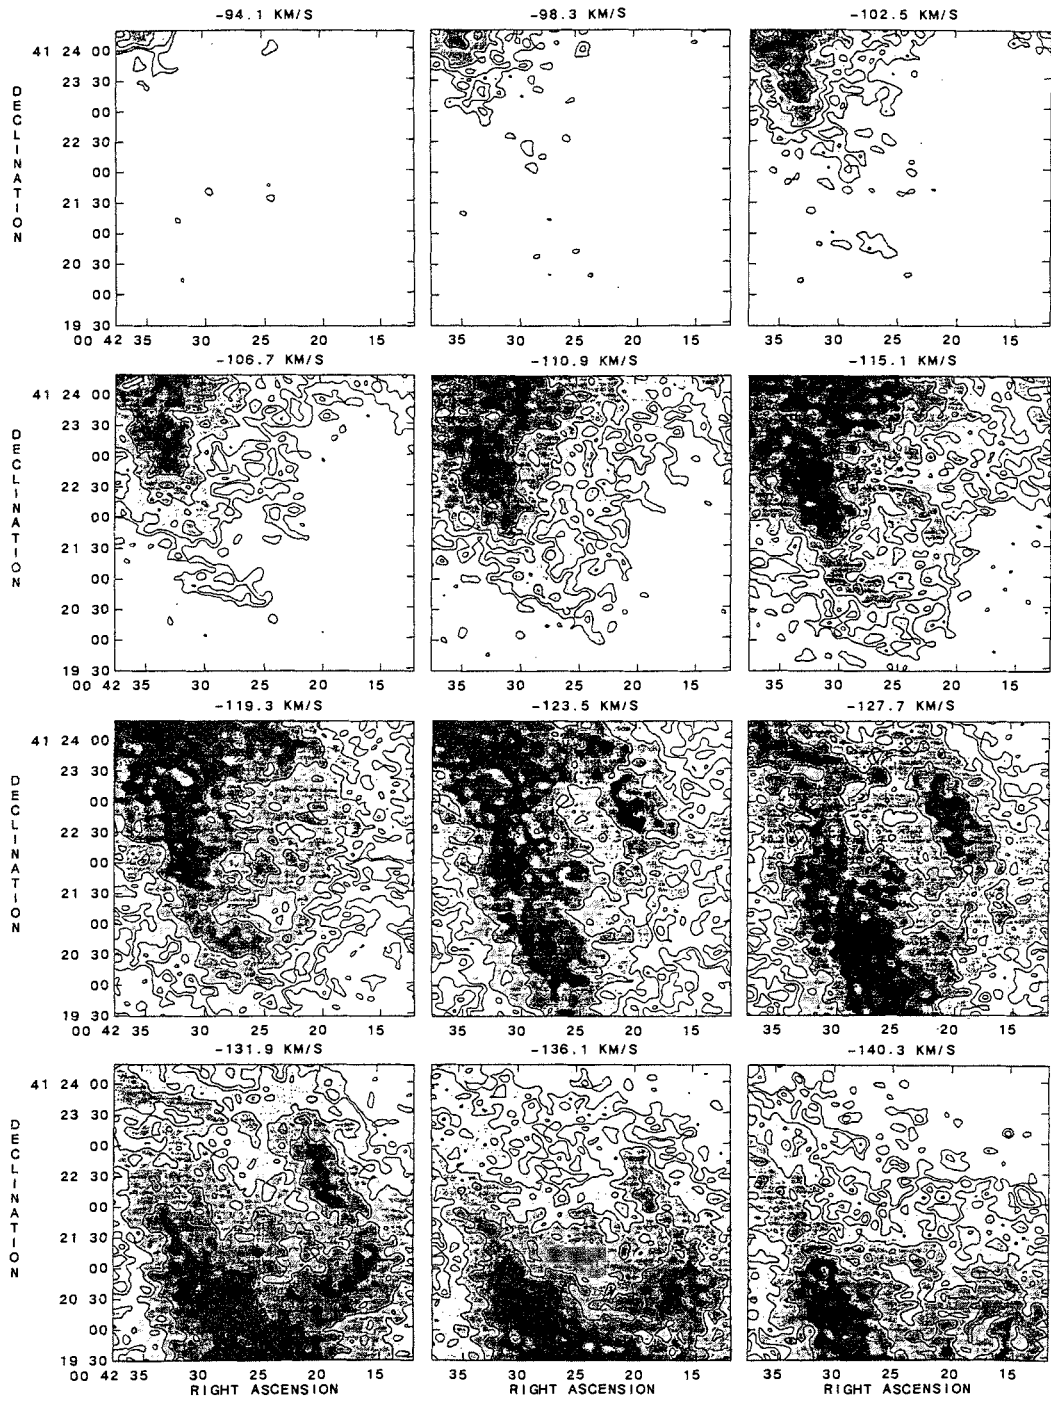 -94.1 KM/S
-98.3 KM/S
-102.5 KM/S
DECLINATION
41 24 00
23 30
00
22 30
00
21 30
00
20 30
00
19 30
00 42 35 30 25 20 15
35 30 25 20 15
35 30 25 20 15
-106.7 KM/S
-110.9 KM/S
-115.1 KM/S
DECLINATION
41 24 00
23 30
00
22 30
00
21 30
00
20 30
00
19 30
00 42 35 30 25 20 15
35 30 25 20 15
35 30 25 20 15
-119.3 KM/S
-123.5 KM/S
-127.7 KM/S
DECLINATION
41 24 00
23 30
00
22 30
00
21 30
00
20 30
00
19 30
00 42 35 30 25 20 15
35 30 25 20 15
35 30 25 20 15
-131.9 KM/S
-136.1 KM/S
-140.3 KM/S
DECLINATION
41 24 00
23 30
00
22 30
00
21 30
00
20 30
00
19 30
00 42 35 30 25 20 15
35 30 25 20 15
35 30 25 20 15
RIGHT ASCENSION
RIGHT ASCENSION
RIGHT ASCENSION